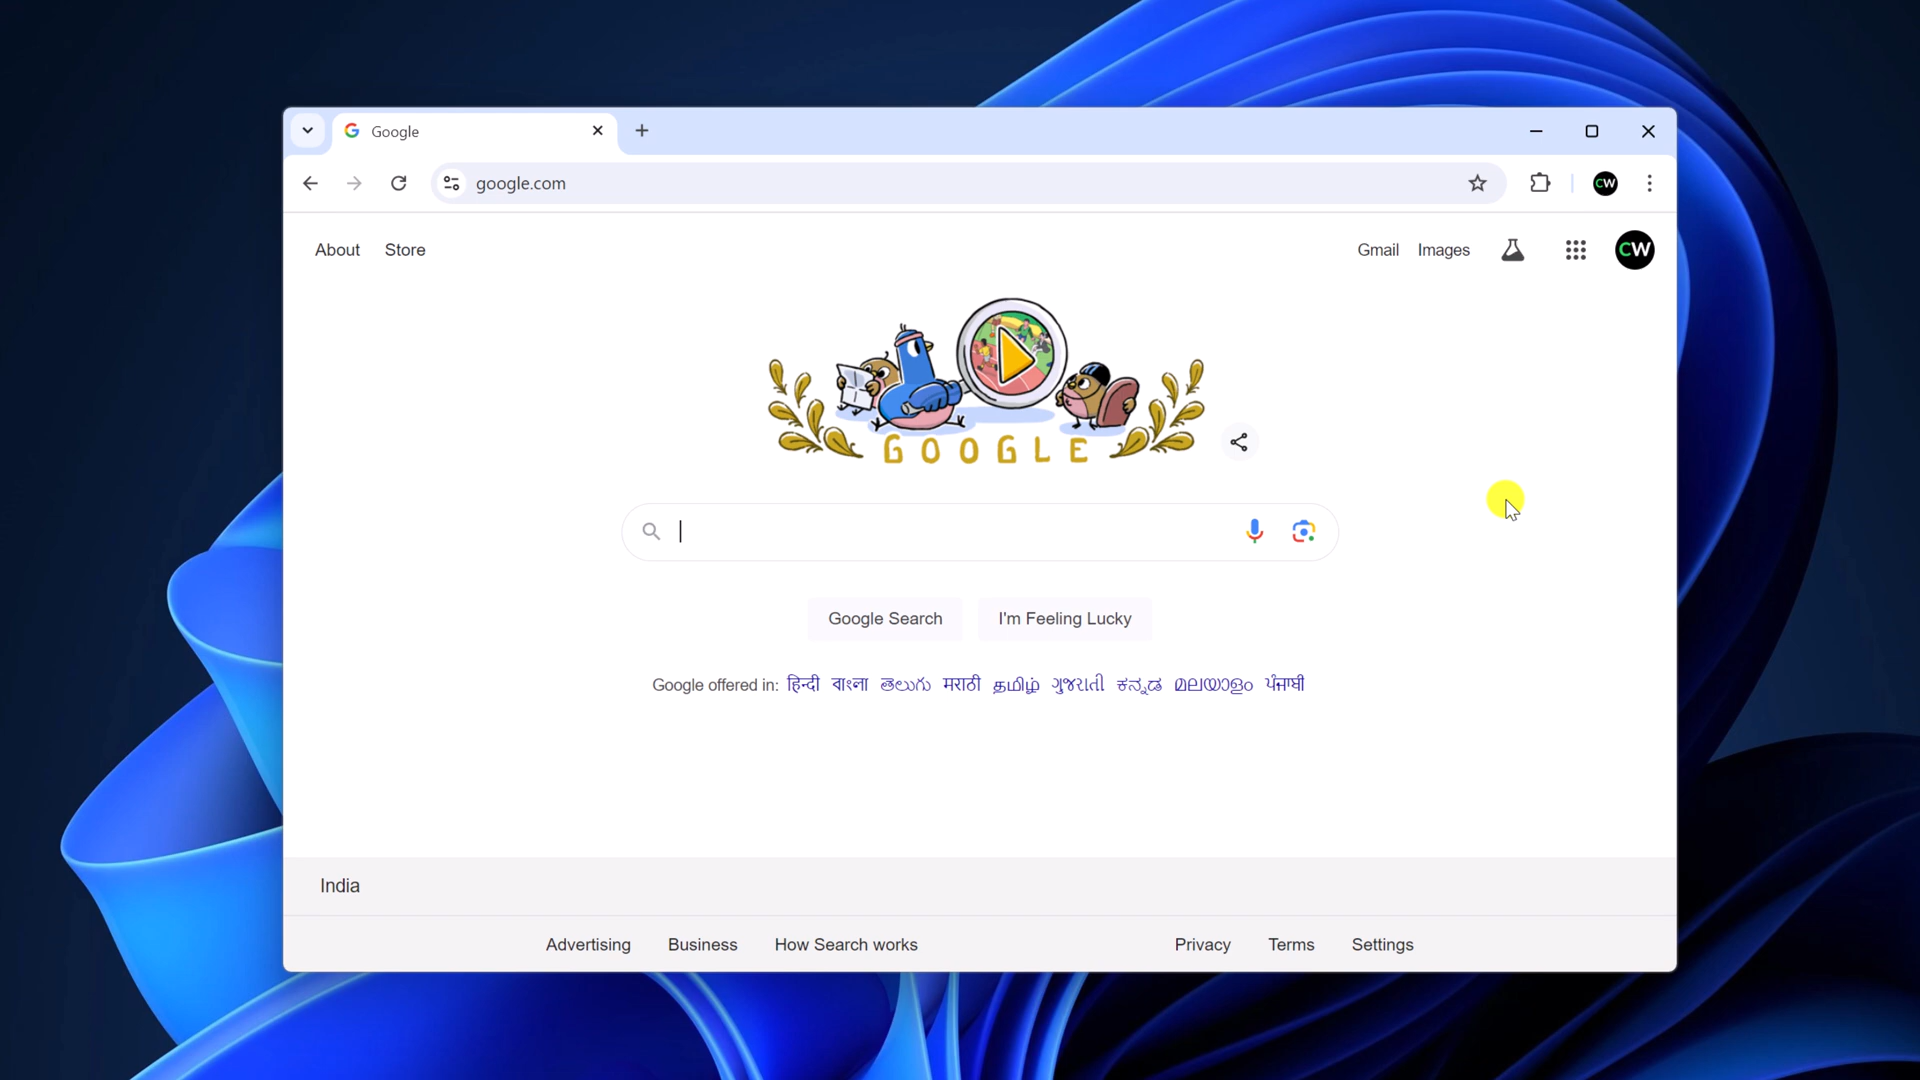 Google
google.com
CW
About Store
Gmail Images
CW
GOOGLE
Google Search
I'm Feeling Lucky
Google offered in: हिन्दी বাংলা తెలుగు मराठी தமிழ் ગુજરાતી ಕನ್ನಡ മലയാളം ਪੰਜਾਬੀ
India
Advertising Business How Search works
Privacy Terms Settings